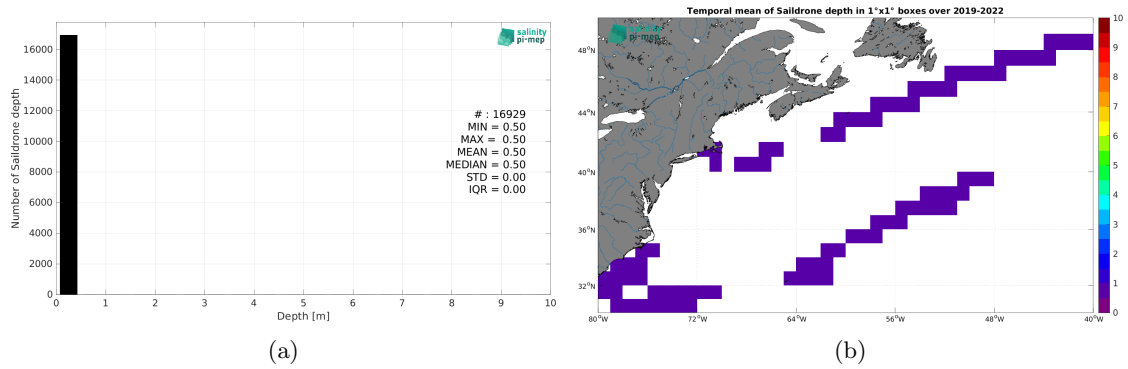 salinity
pi-mep
16000
14000
12000
10000
8000
6000
4000
2000
0
Number of Saildrone depth
# : 16929
MIN = 0.50
MAX = 0.50
MEAN = 0.50
MEDIAN = 0.50
STD = 0.00
IQR = 0.00
0 1 2 3 4 5 6 7 8 9 10
Depth [m]
(a)
Temporal mean of Saildrone depth in 1°x1° boxes over 2019-2022
salinity
pi-mep
48°N
44°N
40°N
36°N
32°N
80°W 72°W 64°W 56°W 48°W 40°W
10
9
8
7
6
5
4
3
2
1
0
(b)